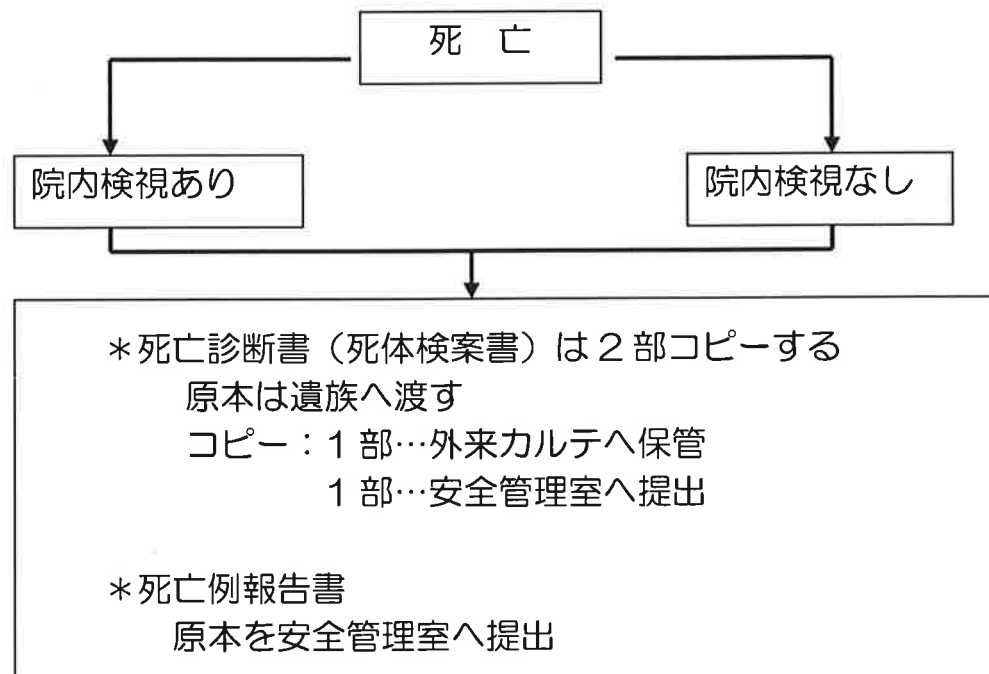 死　亡
院内検視あり
院内検視なし
＊死亡診断書（死体検案書）は２部コピーする
原本は遺族へ渡す
コピー：１部…外来カルテへ保管
１部…安全管理室へ提出
＊死亡例報告書
原本を安全管理室へ提出